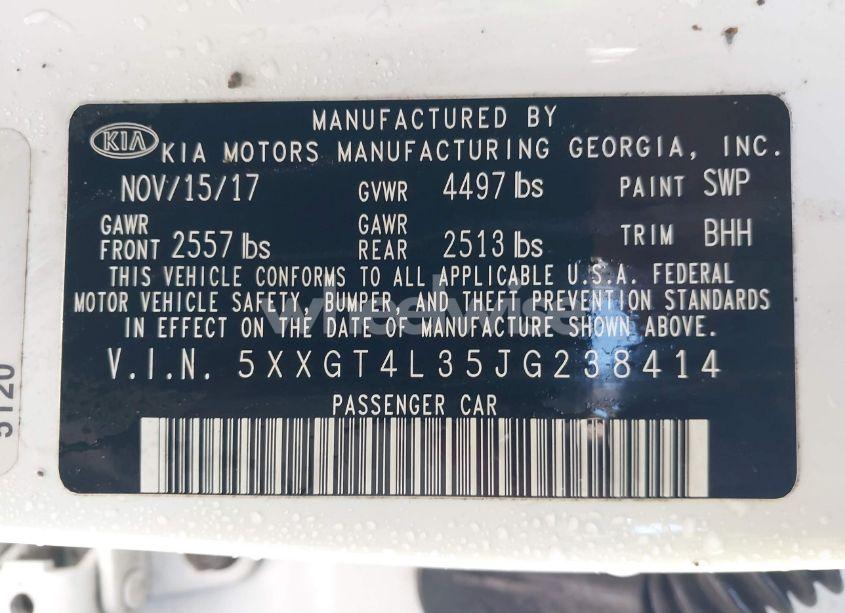 MANUFACTURED BY
KIA KIA MOTORS MANUFACTURING GEORGIA, INC.
NOV/15/17 GVWR 4497 lbs PAINT SWP
GAWR FRONT 2557 lbs GAWR REAR 2513 lbs TRIM BHH
THIS VEHICLE CONFORMS TO ALL APPLICABLE U.S.A. FEDERAL
MOTOR VEHICLE SAFETY, BUMPER, AND THEFT PREVENTION STANDARDS
IN EFFECT ON THE DATE OF MANUFACTURE SHOWN ABOVE.
V.I.N. 5XXGT4L35JG238414
PASSENGER CAR
5120